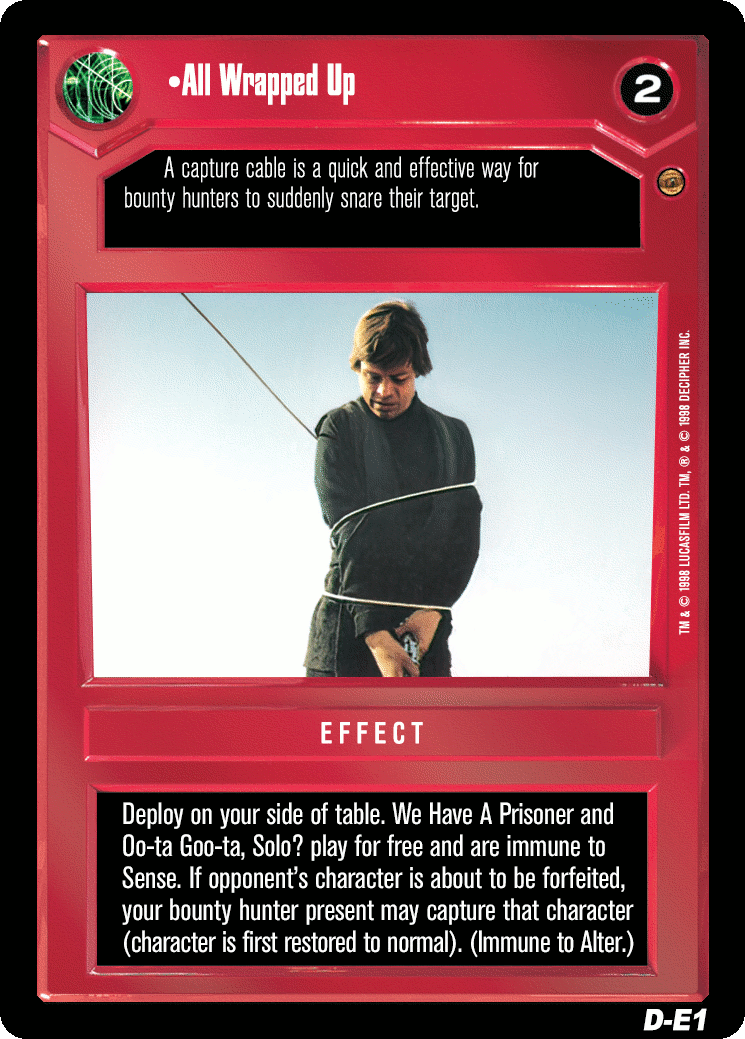 •All Wrapped Up
2
A capture cable is a quick and effective way for
bounty hunters to suddenly snare their target.
TM & © 1998 LUCASFILM LTD. TM, ® & © 1998 DECIPHER INC.
EFFECT
Deploy on your side of table. We Have A Prisoner and
Oo-ta Goo-ta, Solo? play for free and are immune to
Sense. If opponent's character is about to be forfeited,
your bounty hunter present may capture that character
(character is first restored to normal). (Immune to Alter.)
D-E1